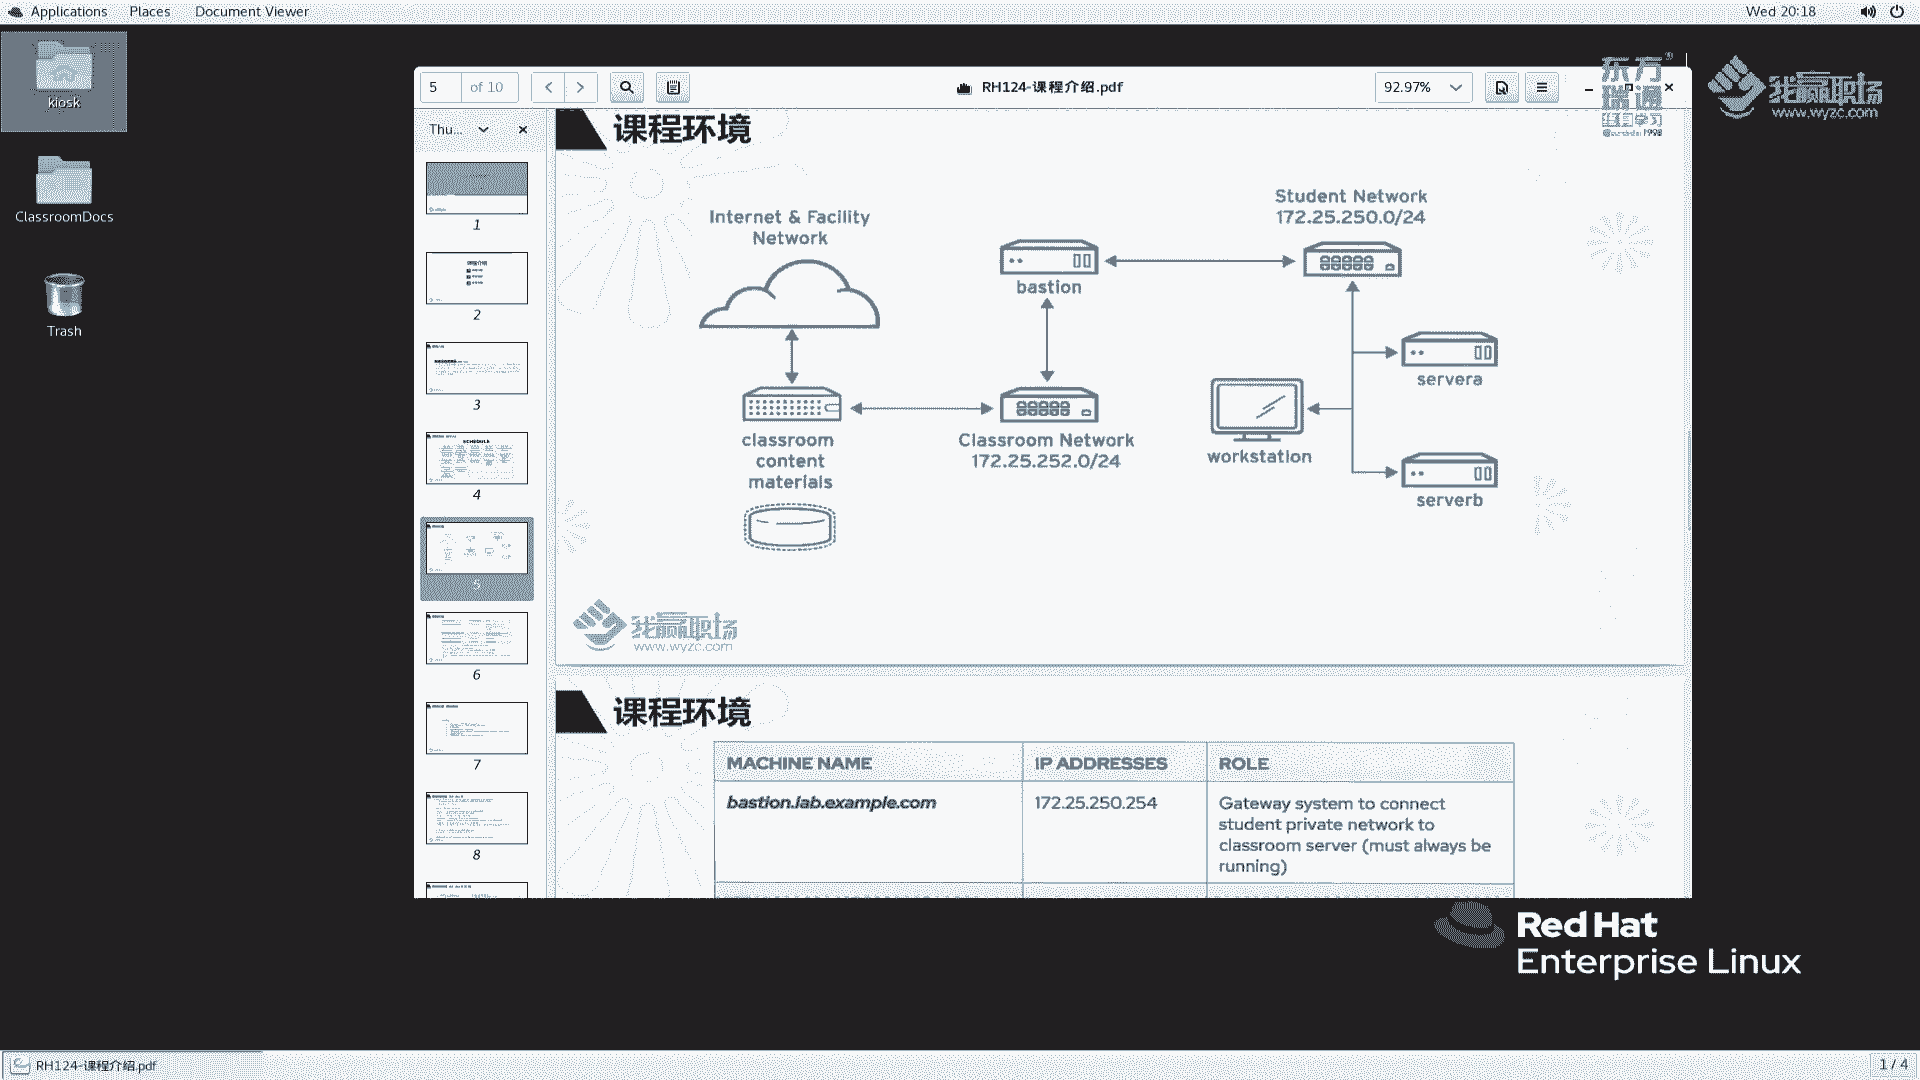 Applications Places Document Viewer
Wed 20:18
kiosk
ClassroomDocs
Trash
5 of 10
RH124-课程介绍.pdf
92.97%
东方瑞通
1998
我赢职场
www.wyzc.com
Thu...
1
2
课程介绍
3
4
SCHEDULE
5
6
7
8
课程环境
Internet & Facility
Network
classroom
content
materials
bastion
Classroom Network
172.25.252.0/24
Student Network
172.25.250.0/24
servera
workstation
serverb
我赢职场
www.wyzc.com
课程环境
MACHINE NAME
IP ADDRESSES
ROLE
bastion.lab.example.com
172.25.250.254
Gateway system to connect
student private network to
classroom server (must always be
running)
Red Hat
Enterprise Linux
RH124-课程介绍.pdf
1 / 4